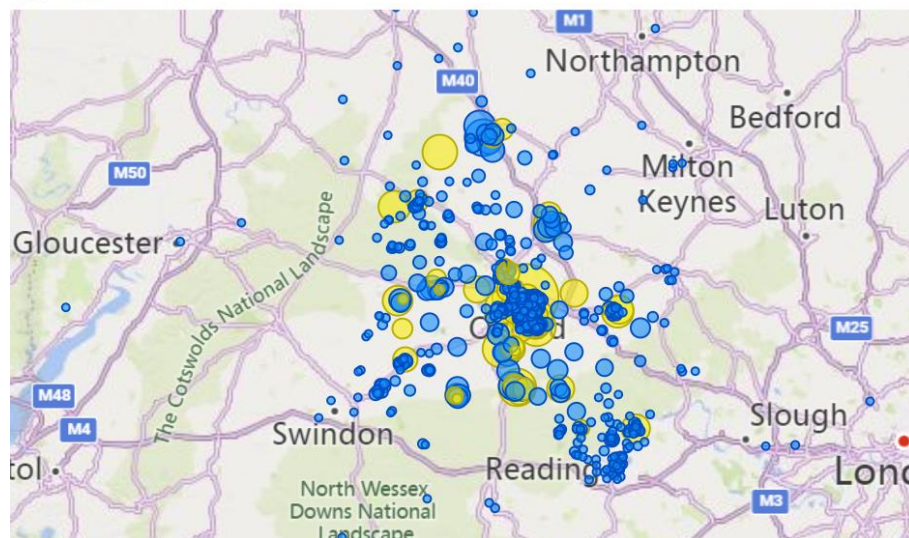 M1
Northampton
M40
Bedford
M50
Milton
Keynes
Luton
Gloucester
The Cotswolds National Landscape
M25
M48
M4
Swindon
Slough
tol
Reading
Lond
M3
North Wessex
Downs National
Landscape